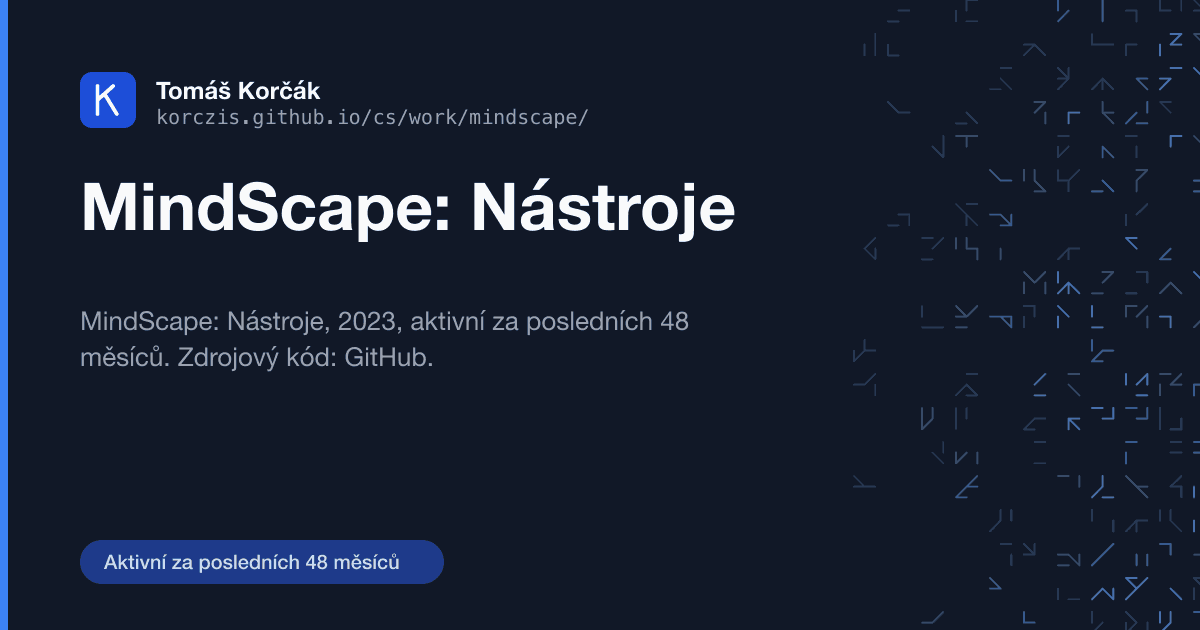 K
Tomáš Korčák
korczis.github.io/cs/work/mindscape/
MindScape: Nástroje
MindScape: Nástroje, 2023, aktivní za posledních 48
měsíců. Zdrojový kód: GitHub.
Aktivní za posledních 48 měsíců